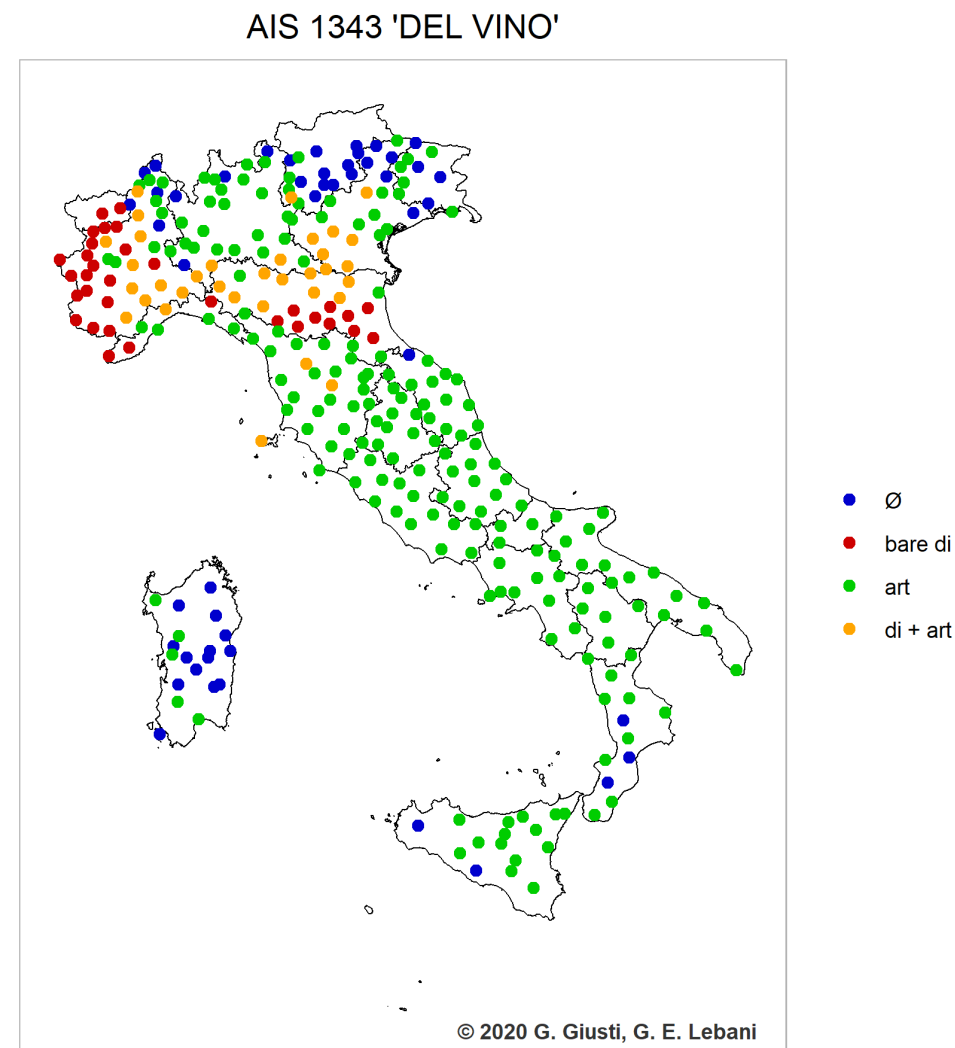 AIS 1343 'DEL VINO'
Ø
bare di
art
di + art
© 2020 G. Giusti, G. E. Lebani